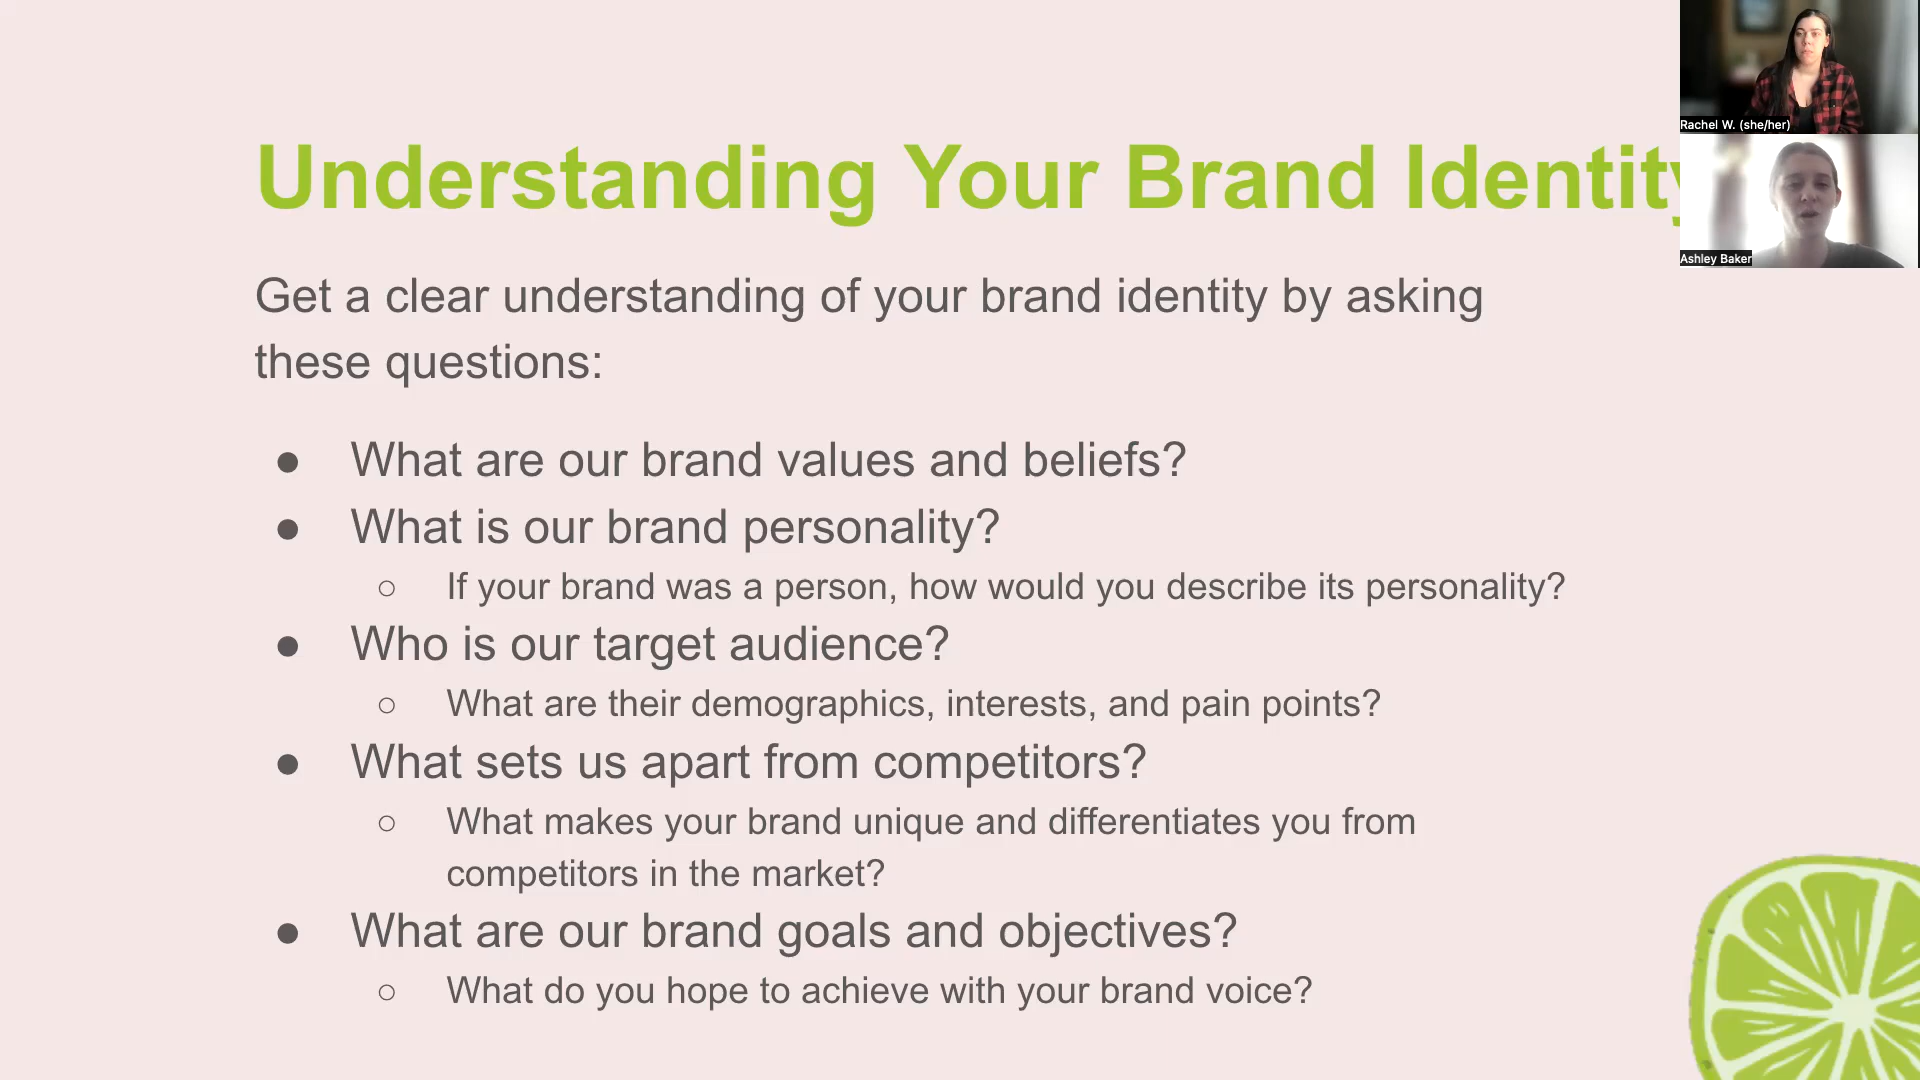 Understanding Your Brand Identity
Get a clear understanding of your brand identity by asking
these questions:
● What are our brand values and beliefs?
● What is our brand personality?
○ If your brand was a person, how would you describe its personality?
● Who is our target audience?
○ What are their demographics, interests, and pain points?
● What sets us apart from competitors?
○ What makes your brand unique and differentiates you from
competitors in the market?
● What are our brand goals and objectives?
○ What do you hope to achieve with your brand voice?
Rachel W. (she/her)
Ashley Baker